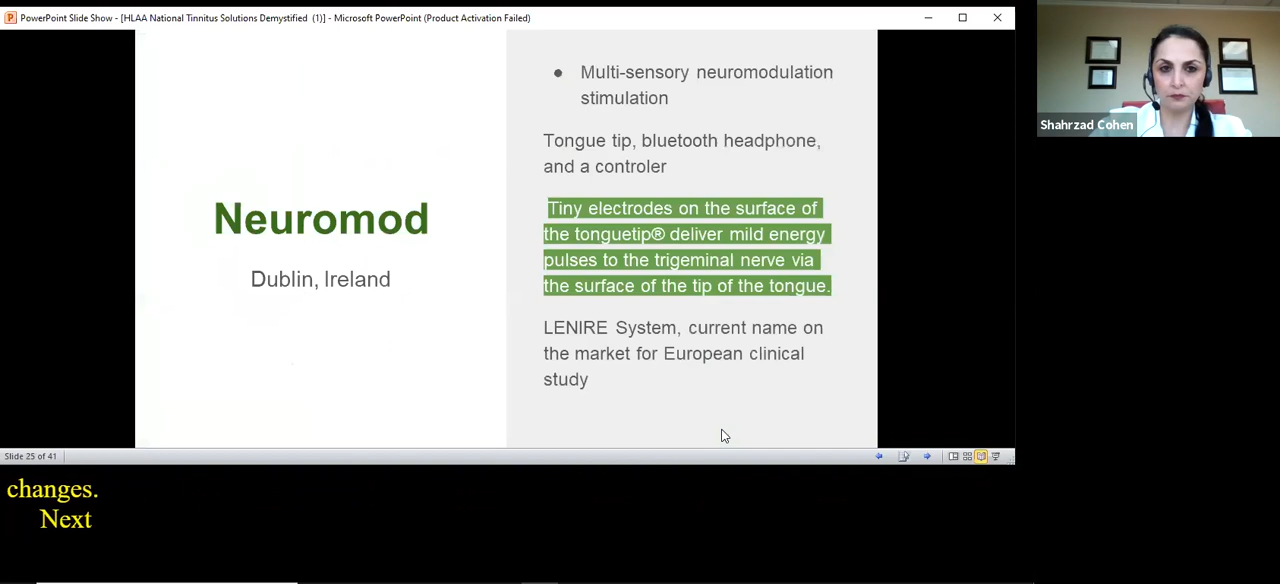 PowerPoint Slide Show - [HLAA National Tinnitus Solutions Demystified (1)] - Microsoft PowerPoint (Product Activation Failed)
Neuromod
Dublin, Ireland
● Multi-sensory neuromodulation
stimulation
Tongue tip, bluetooth headphone,
and a controler
Tiny electrodes on the surface of
the tonguetip® deliver mild energy
pulses to the trigeminal nerve via
the surface of the tip of the tongue.
LENIRE System, current name on
the market for European clinical
study
Slide 25 of 41
Shahrzad Cohen
changes.
Next